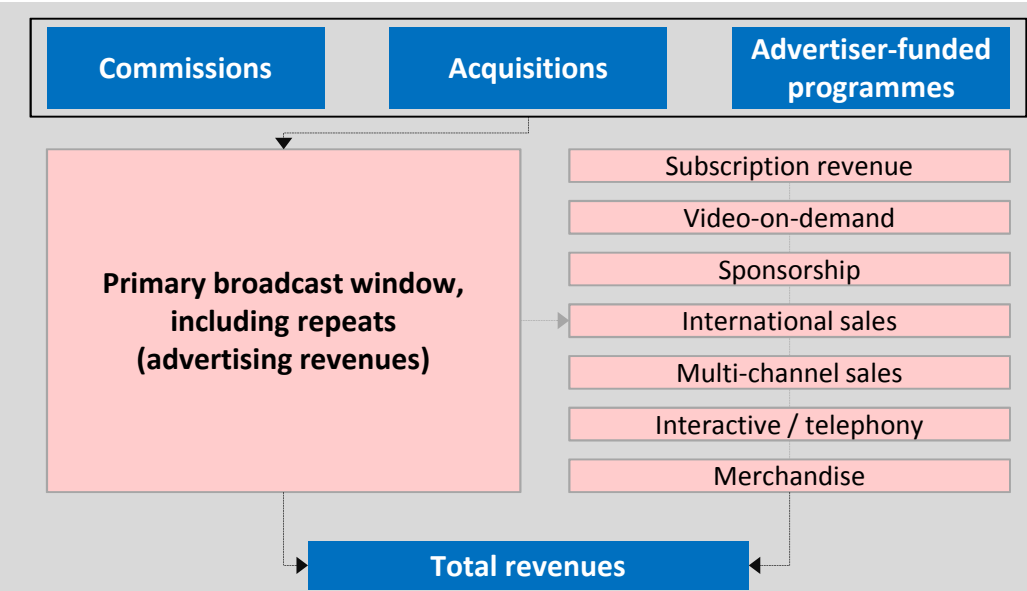 Commissions
Acquisitions
Advertiser-funded
programmes
Primary broadcast window,
including repeats
(advertising revenues)
Subscription revenue
Video-on-demand
Sponsorship
International sales
Multi-channel sales
Interactive / telephony
Merchandise
Total revenues